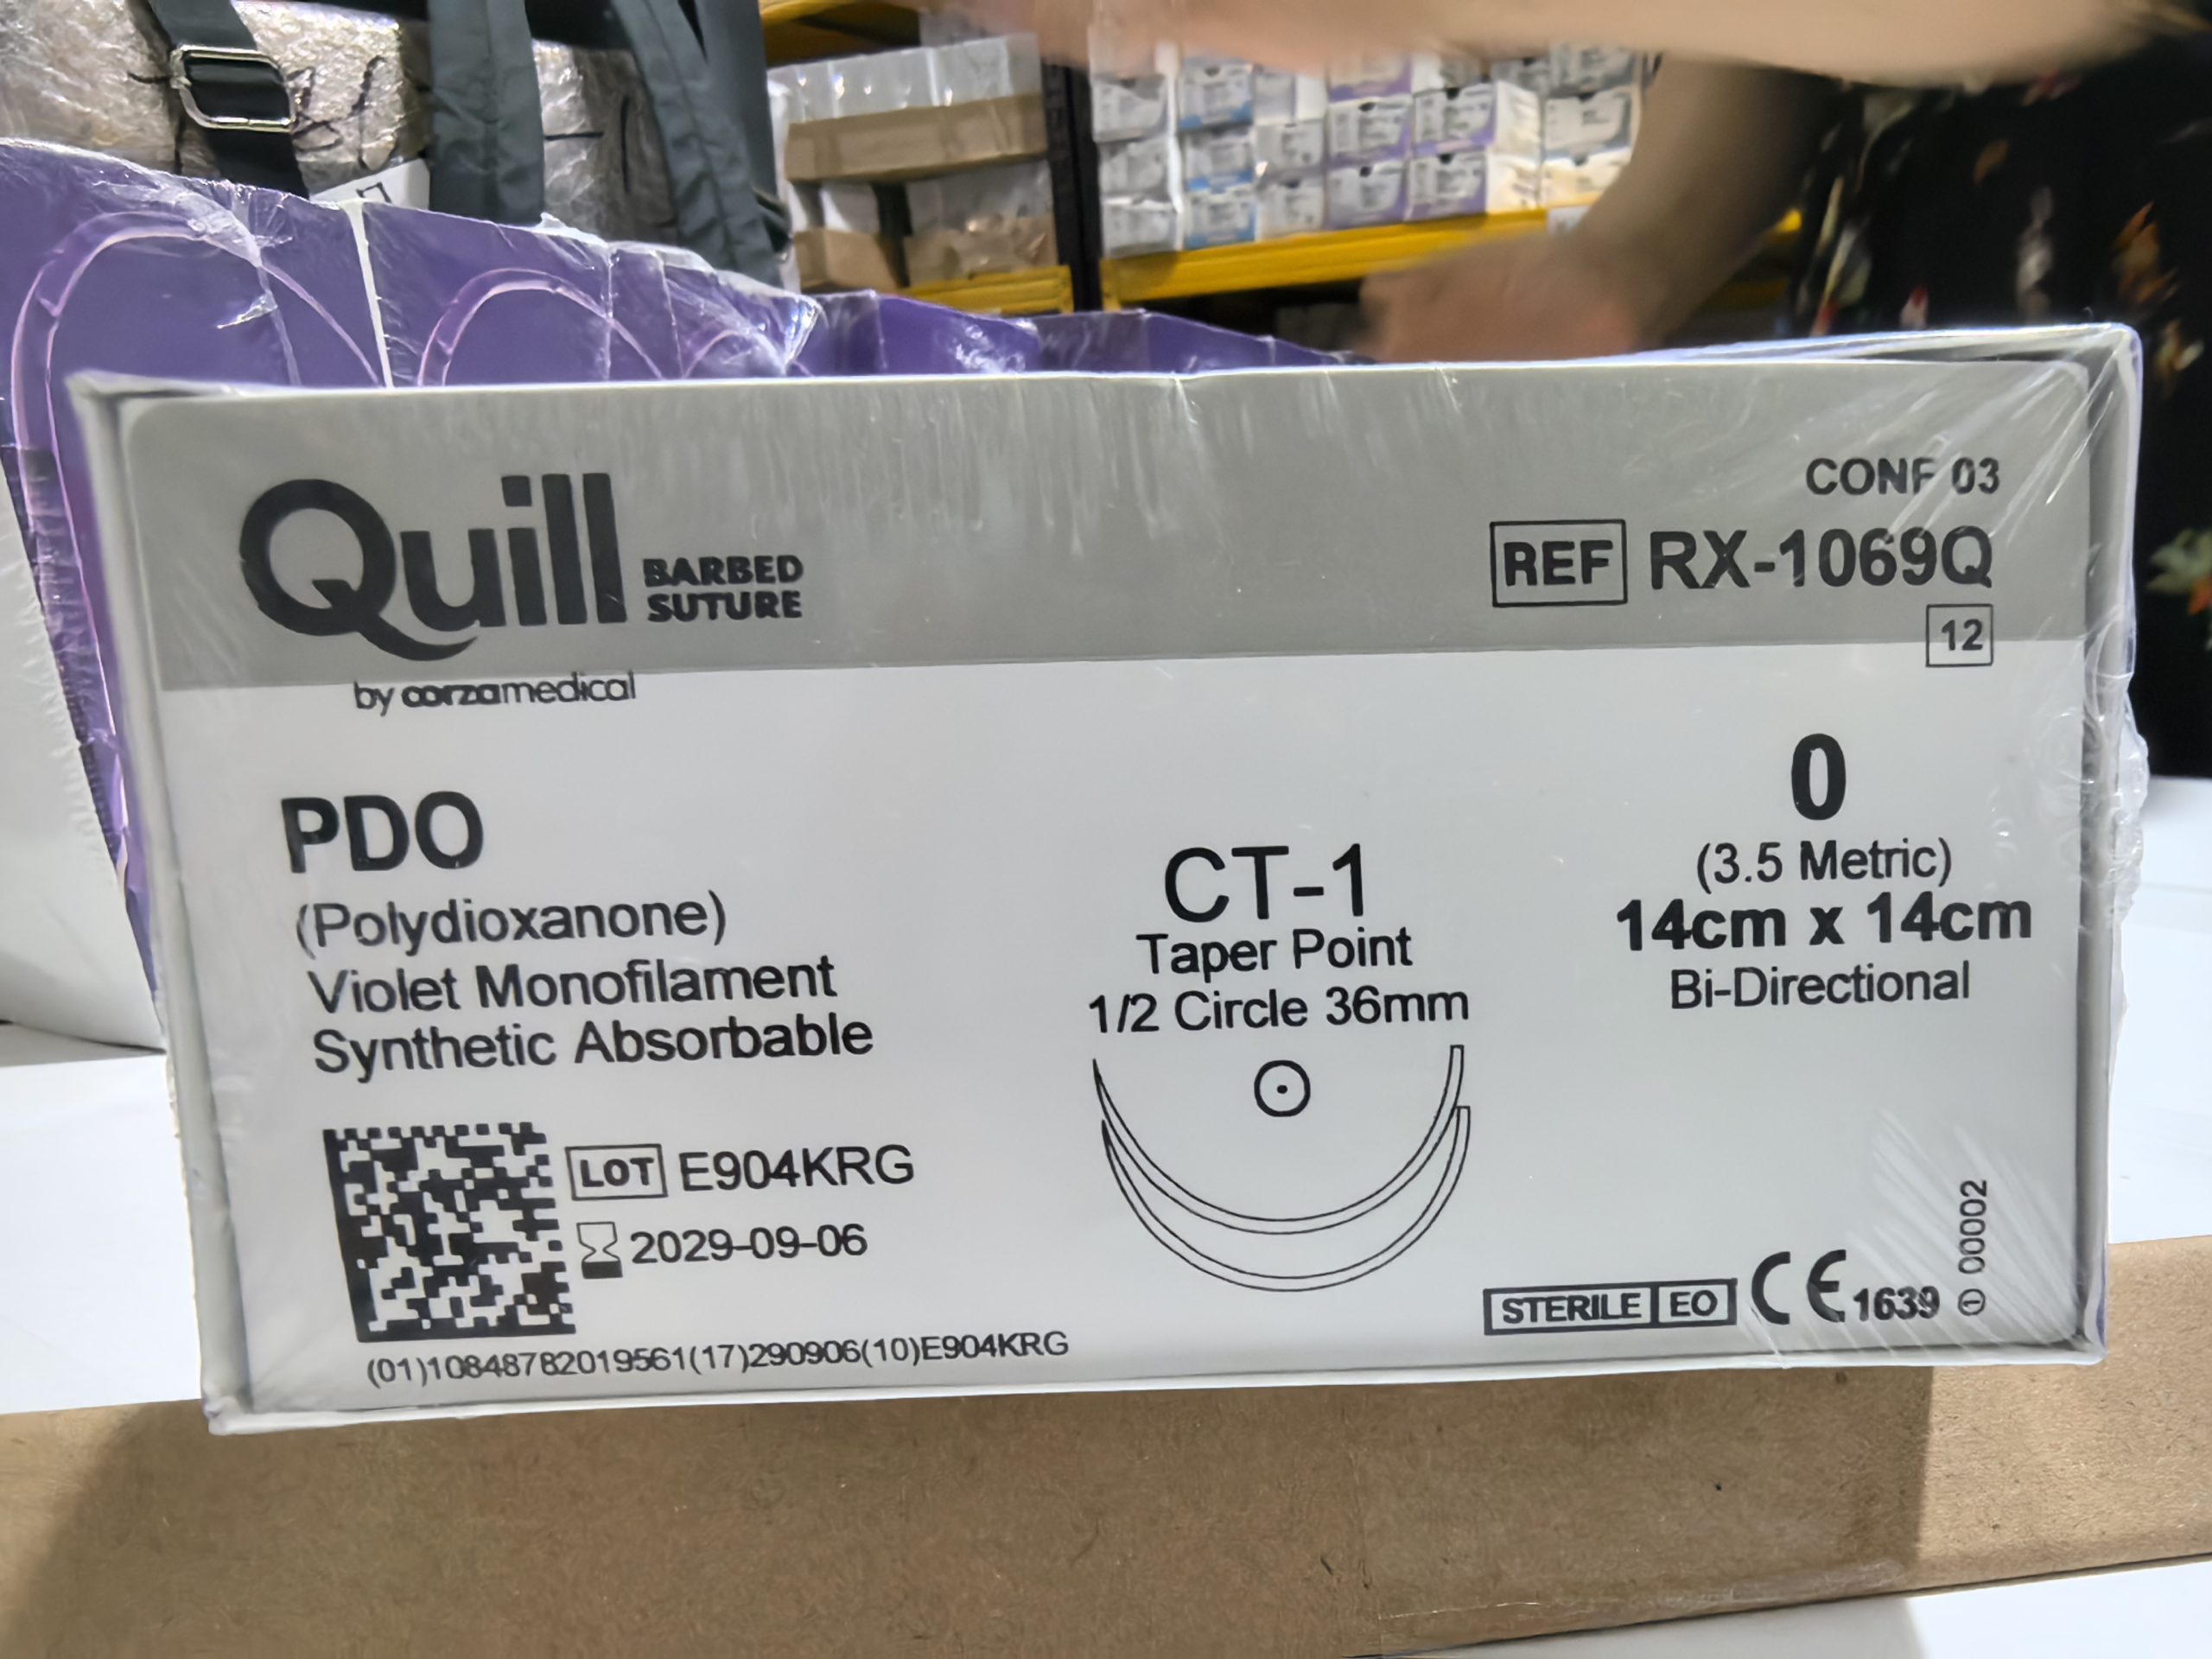 Quill BARBED
SUTURE
by corzamedical
CONF 03
REF RX-1069Q
12
PDO
(Polydioxanone)
Violet Monofilament
Synthetic Absorbable
CT-1
Taper Point
1/2 Circle 36mm
0
(3.5 Metric)
14cm x 14cm
Bi-Directional
LOT E904KRG
2029-09-06
(01)10848782019561(17)290906(10)E904KRG
STERILE EO CE 1639
00002